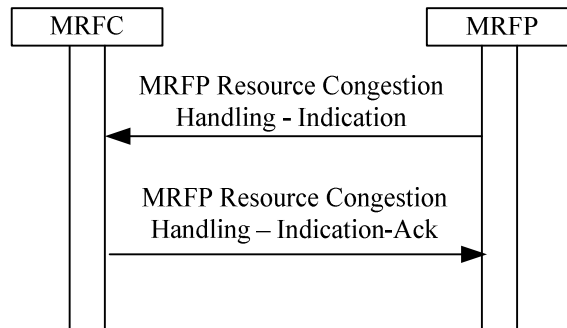 MRFC
MRFP
MRFP Resource Congestion
Handling - Indication
MRFP Resource Congestion
Handling – Indication-Ack